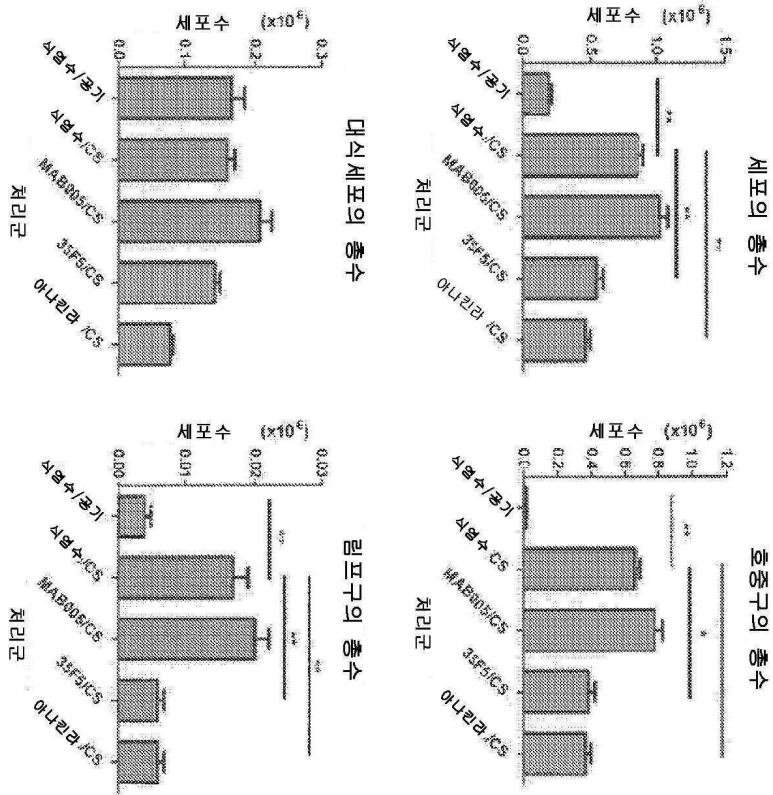 세포의 총수
세포수 (x10⁶)
1.5
1.0
0.5
0.0
**
**
**
식염수/공기
식염수/CS
MAB005/CS
35F5/CS
아나킨라/CS
호중구의 총수
세포수 (x10⁶)
1.2
1.0
0.8
0.6
0.4
0.2
0.0
**
*
식염수/공기
식염수/CS
MAB005/CS
35F5/CS
아나킨라/CS
대식세포의 총수
세포수 (x10⁶)
0.3
0.2
0.1
0.0
식염수/공기
식염수/CS
MAB005/CS
35F5/CS
아나킨라/CS
처리군
림프구의 총수
세포수 (x10⁶)
0.03
0.02
0.01
0.00
**
**
**
식염수/공기
식염수/CS
MAB005/CS
35F5/CS
아나킨라/CS
처리군